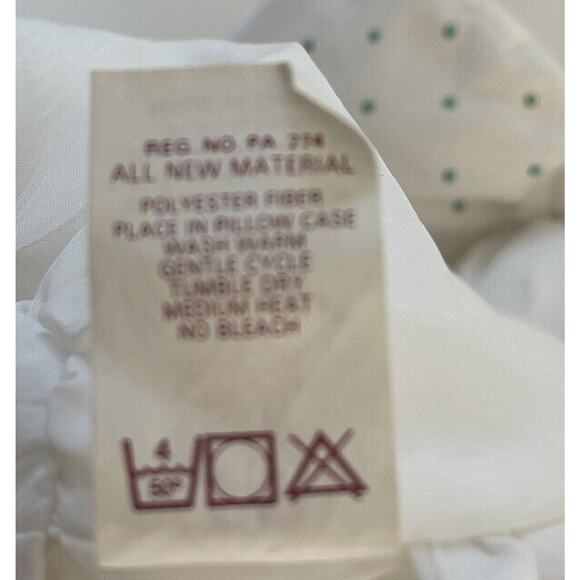 REG. NO. PA. 274
ALL NEW MATERIAL
POLYESTER FIBER
PLACE IN PILLOW CASE
WASH WARM
GENTLE CYCLE
TUMBLE DRY
MEDIUM HEAT
NO BLEACH
4
50°